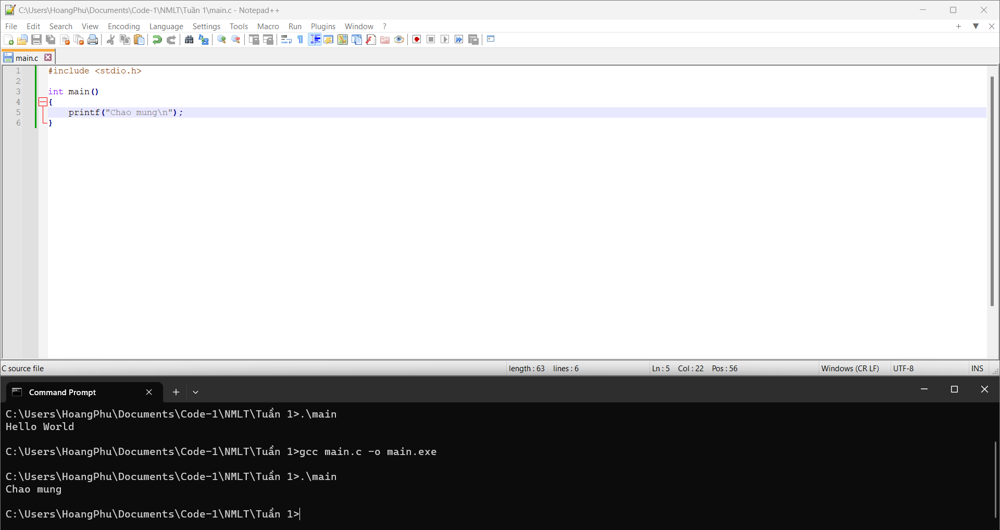 C:\Users\HoangPhu\Documents\Code-1\NMLT\Tuần 1\main.c - Notepad++
File Edit Search View Encoding Language Settings Tools Macro Run Plugins Window ?
main.c
1 #include <stdio.h>
2
3 int main()
4 {
5     printf("Chao mung\n");
6 }
C source file length : 63 lines : 6 Ln : 5 Col : 22 Pos : 56 Windows (CR LF) UTF-8 INS
Command Prompt
C:\Users\HoangPhu\Documents\Code-1\NMLT\Tuần 1>.\main
Hello World
C:\Users\HoangPhu\Documents\Code-1\NMLT\Tuần 1>gcc main.c -o main.exe
C:\Users\HoangPhu\Documents\Code-1\NMLT\Tuần 1>.\main
Chao mung
C:\Users\HoangPhu\Documents\Code-1\NMLT\Tuần 1>